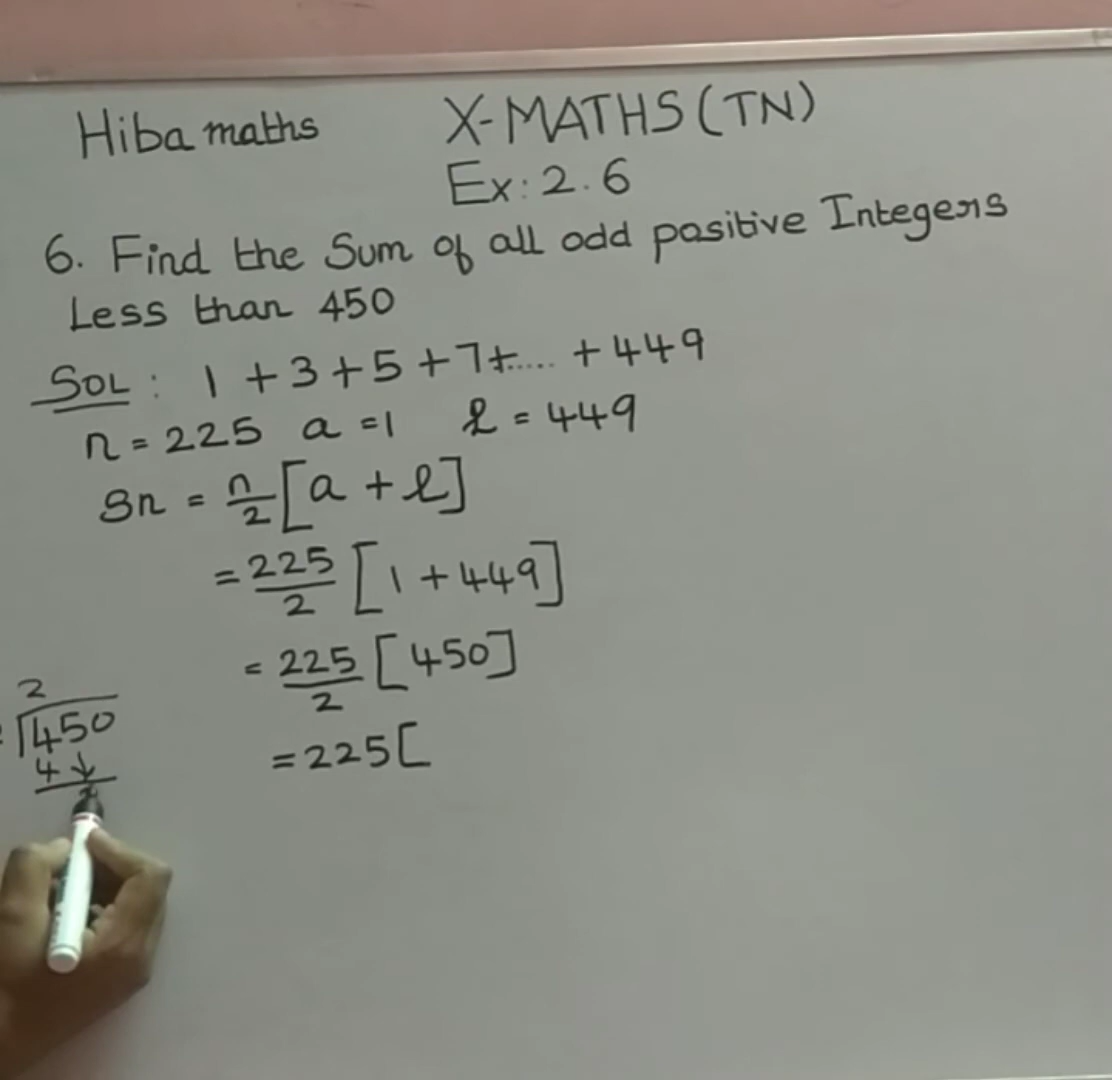 Hiba maths X-MATHS (TN)
Ex: 2.6
6. Find the Sum of all odd positive Integers
Less than 450
SOL : 1 + 3 + 5 + 7 + ..... + 449
n = 225 a = 1 l = 449
Sn = n/2 [a + l]
= 225/2 [1 + 449]
= 225/2 [450]
= 225 [
2
450
4 ↓